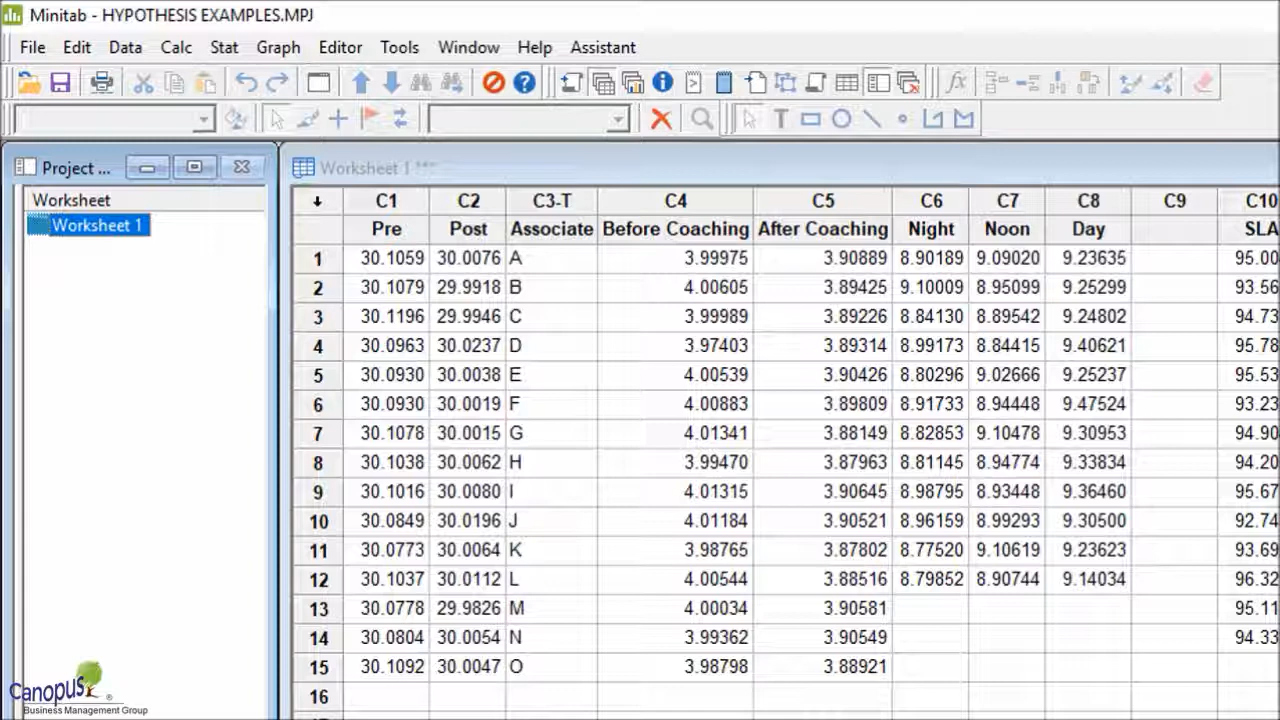 Minitab - HYPOTHESIS EXAMPLES.MPJ
File Edit Data Calc Stat Graph Editor Tools Window Help Assistant
Project ...
Worksheet
Worksheet 1
Worksheet 1 ***
C1 C2 C3-T C4 C5 C6 C7 C8 C9 C10
Pre Post Associate Before Coaching After Coaching Night Noon Day SLA
1 30.1059 30.0076 A 3.99975 3.90889 8.90189 9.09020 9.23635 95.00
2 30.1079 29.9918 B 4.00605 3.89425 9.10009 8.95099 9.25299 93.56
3 30.1196 29.9946 C 3.99989 3.89226 8.84130 8.89542 9.24802 94.73
4 30.0963 30.0237 D 3.97403 3.89314 8.99173 8.84415 9.40621 95.78
5 30.0930 30.0038 E 4.00539 3.90426 8.80296 9.02666 9.25237 95.53
6 30.0930 30.0019 F 4.00883 3.89809 8.91733 8.94448 9.47524 93.23
7 30.1078 30.0015 G 4.01341 3.88149 8.82853 9.10478 9.30953 94.90
8 30.1038 30.0062 H 3.99470 3.87963 8.81145 8.94774 9.33834 94.20
9 30.1016 30.0080 I 4.01315 3.90645 8.98795 8.93448 9.36460 95.67
10 30.0849 30.0196 J 4.01184 3.90521 8.96159 8.99293 9.30500 92.74
11 30.0773 30.0064 K 3.98765 3.87802 8.77520 9.10619 9.23623 93.69
12 30.1037 30.0112 L 4.00544 3.88516 8.79852 8.90744 9.14034 96.32
13 30.0778 29.9826 M 4.00034 3.90581 95.11
14 30.0804 30.0054 N 3.99362 3.90549 94.33
15 30.1092 30.0047 O 3.98798 3.88921
16
Canopus ®
Business Management Group